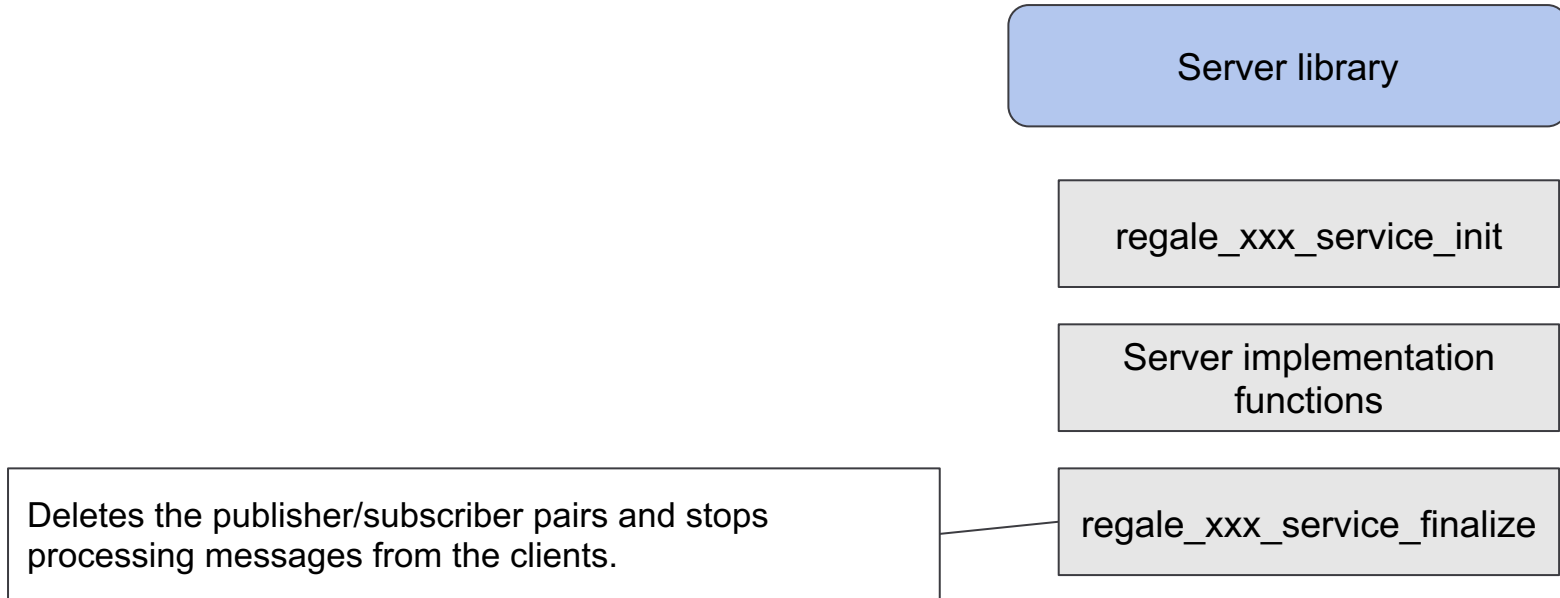 Server library
regale_xxx_service_init
Server implementation
functions
Deletes the publisher/subscriber pairs and stops
processing messages from the clients.
regale_xxx_service_finalize